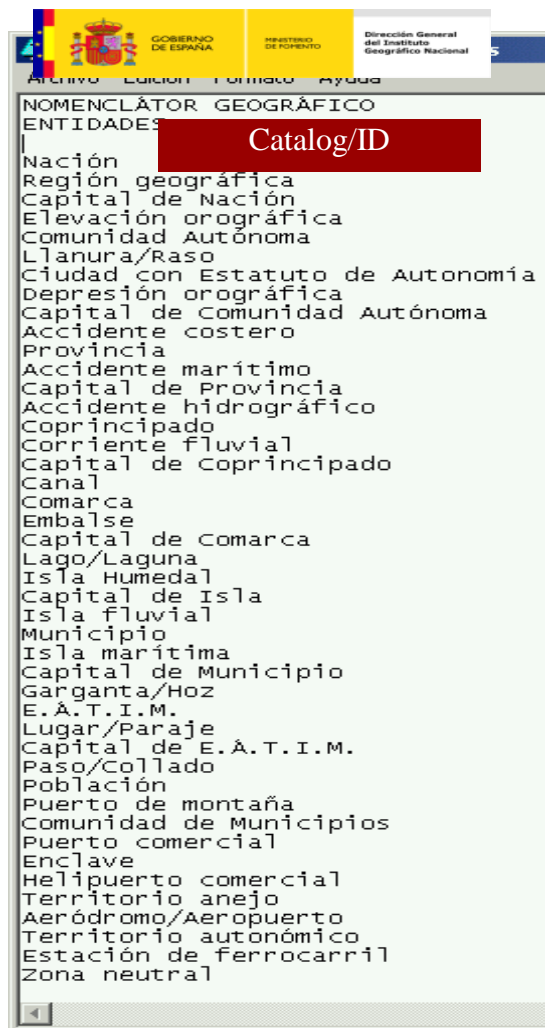 GOBIERNO
DE ESPAÑA
MINISTERIO
DE FOMENTO
Dirección General
del Instituto
Geográfico Nacional
s
Archivo Edición Formato Ayuda
NOMENCLÁTOR GEOGRÁFICO
ENTIDADES
Catalog/ID
Nación
Región geográfica
Capital de Nación
Elevación orográfica
Comunidad Autónoma
Llanura/Raso
Ciudad con Estatuto de Autonomía
Depresión orográfica
Capital de Comunidad Autónoma
Accidente costero
Provincia
Accidente marítimo
Capital de Provincia
Accidente hidrográfico
Coprincipado
Corriente fluvial
Capital de Coprincipado
Canal
Comarca
Embalse
Capital de Comarca
Lago/Laguna
Isla Humedal
Capital de Isla
Isla fluvial
Municipio
Isla marítima
Capital de Municipio
Garganta/Hoz
E.Á.T.I.M.
Lugar/Paraje
Capital de E.Á.T.I.M.
Paso/Collado
Población
Puerto de montaña
Comunidad de Municipios
Puerto comercial
Enclave
Helipuerto comercial
Territorio anejo
Aeródromo/Aeropuerto
Territorio autonómico
Estación de ferrocarril
Zona neutral